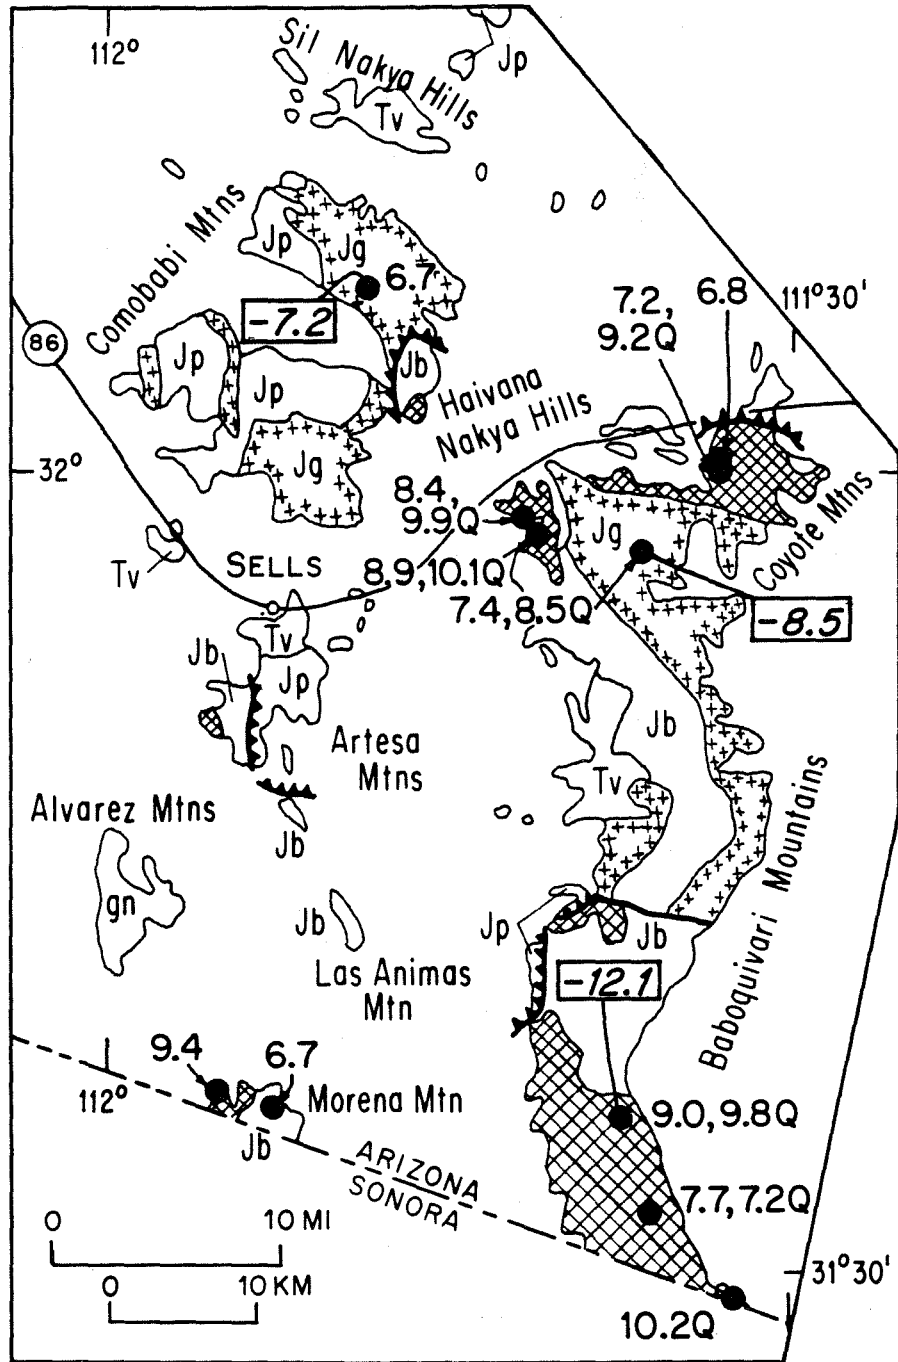 112°
Sil Nakya Hills
Jp
Tv
Comobabi Mtns
Jp
Jg
6.7
-7.2
7.2,
9.2Q
6.8
111°30'
86
Jp
Jp
Jb
Haivana
Nakya Hills
32°
Jg
8.4,
9.9Q
Jg
Coyote Mtns
Tv
SELLS
8.9, 10.1Q
7.4, 8.5Q
-8.5
Jb
Tv
Jp
Jb
Artesa
Mtns
Tv
Alvarez Mtns
Jb
gn
Jb
Jp
Jb
Baboquivari Mountains
Las Animas
Mtn
-12.1
9.4
6.7
112°
Morena Mtn
9.0, 9.8Q
Jb
ARIZONA
SONORA
7.7, 7.2Q
0 10 MI
0 10 KM
31°30'
10.2Q